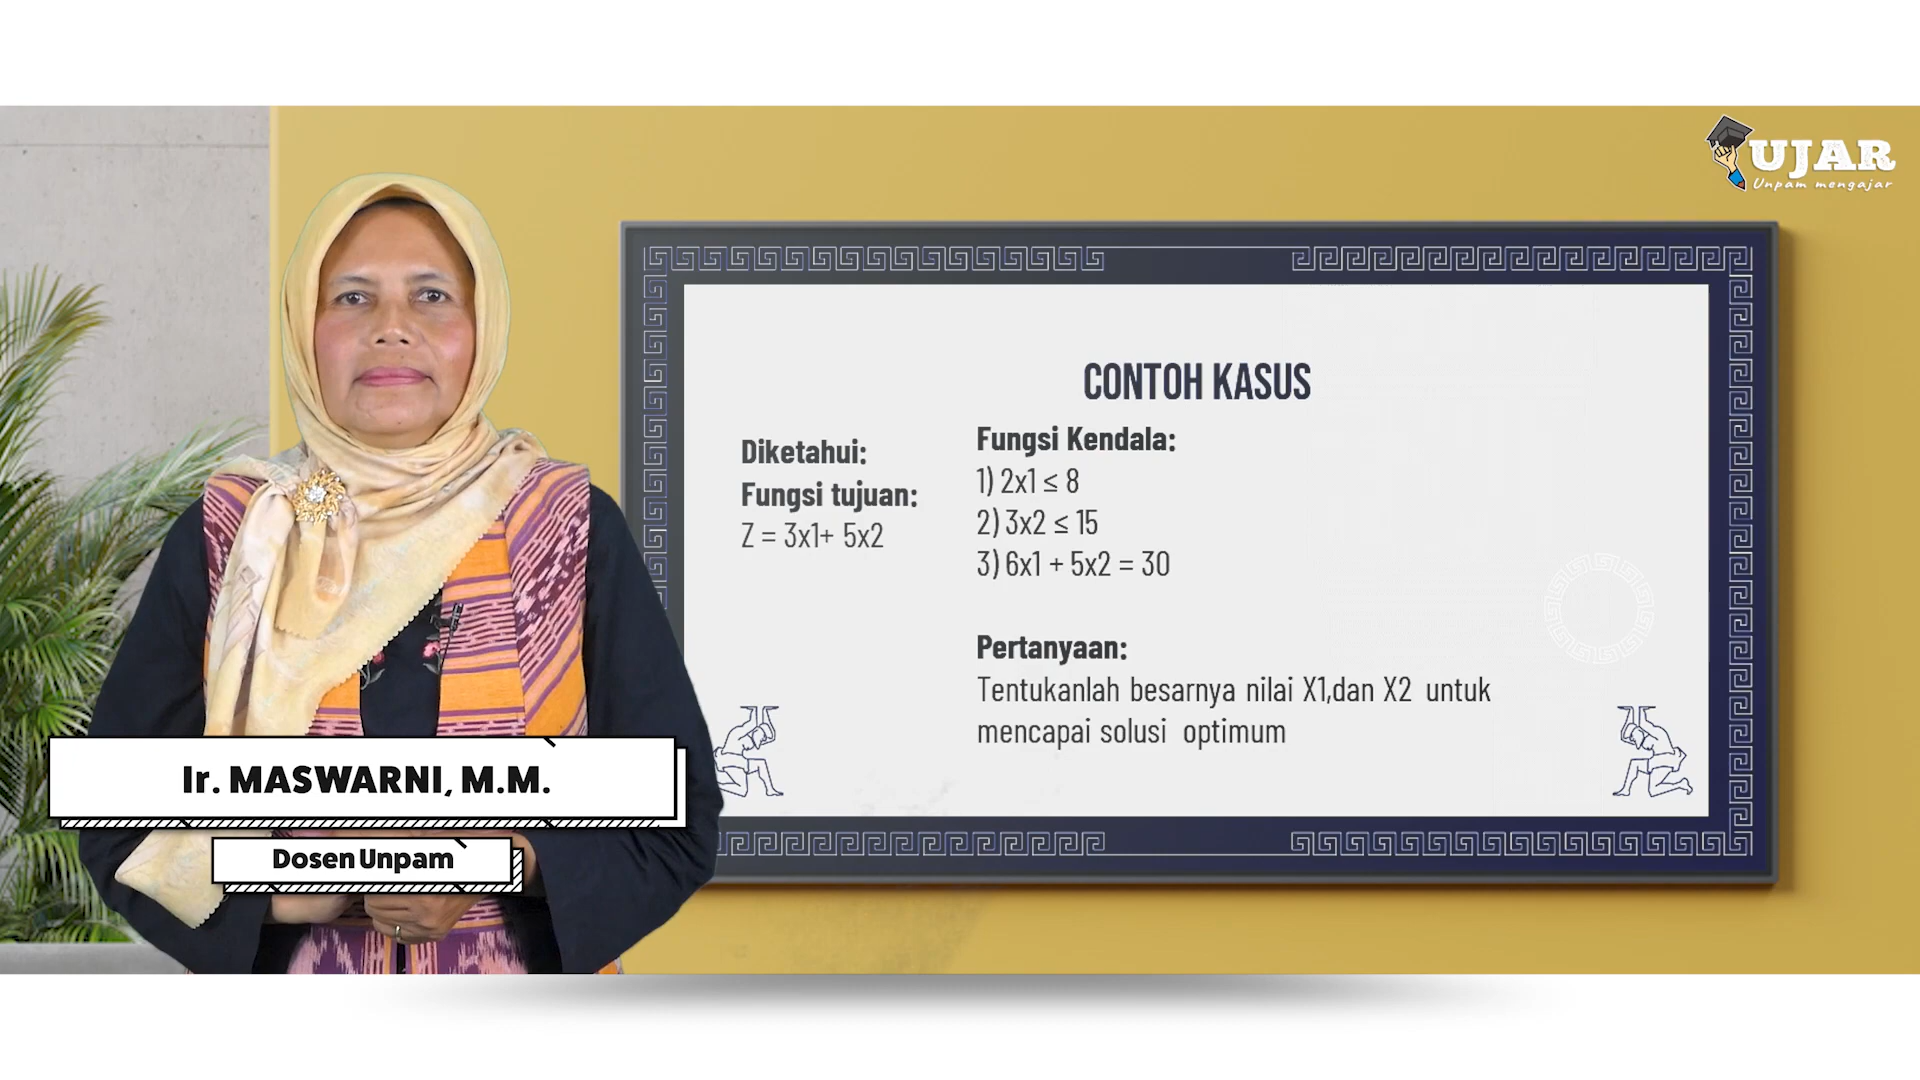 UJAR
Unpam mengajar
CONTOH KASUS
Diketahui:
Fungsi tujuan:
Z = 3x1+ 5x2
Fungsi Kendala:
1) 2x1 ≤ 8
2) 3x2 ≤ 15
3) 6x1 + 5x2 = 30
Pertanyaan:
Tentukanlah besarnya nilai X1,dan X2 untuk
mencapai solusi optimum
Ir. MASWARNI, M.M.
Dosen Unpam